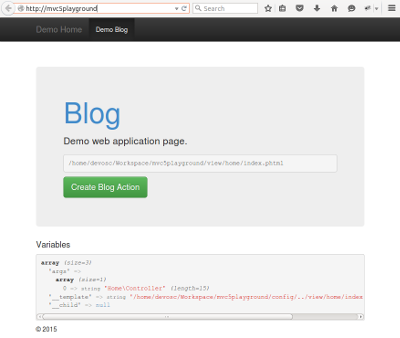 http://mvc5playground
Search
Demo Home
Demo Blog
Blog
Demo web application page.
/home/devosc/Workspace/mvc5playground/view/home/index.phtml
Create Blog Action
Variables
array (size=3)
'args' =>
array (size=1)
0 => string 'Home\Controller' (length=15)
'__template' => string '/home/devosc/Workspace/mvc5playground/config/../view/home/index
'__child' => null
© 2015